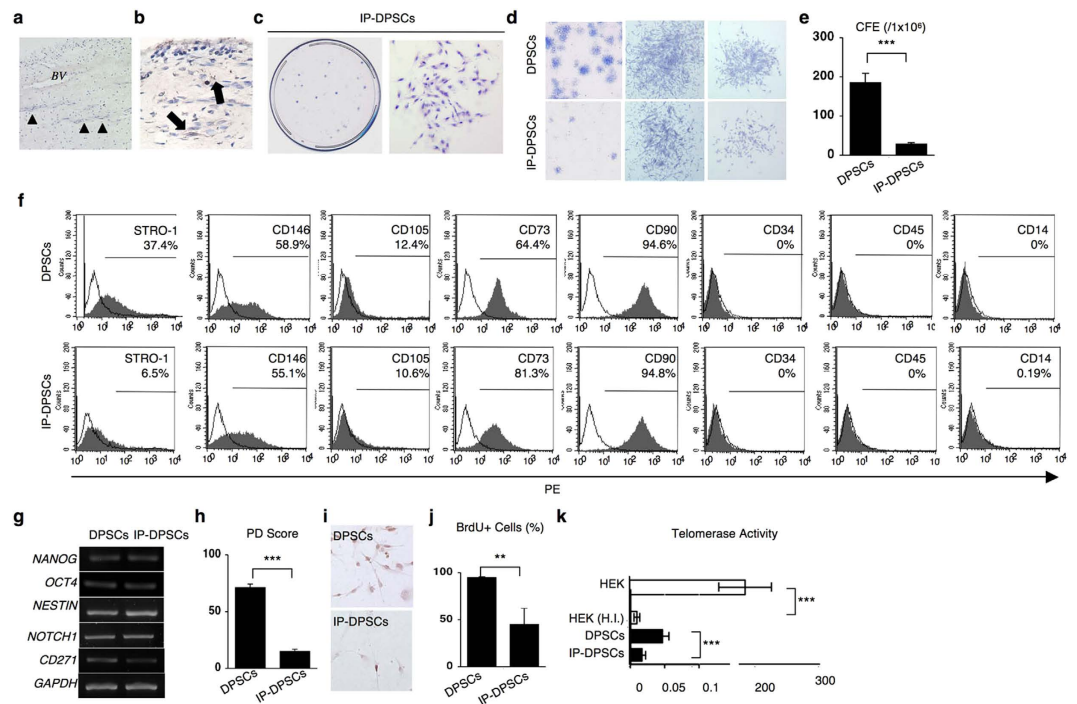 a
b
c
IP-DPSCs
d
e
BV
DPSCs
IP-DPSCs
CFE (/1x10⁶)
300
***
200
100
0
DPSCs
IP-DPSCs
f
DPSCs
STRO-1
37.4%
CD146
58.9%
CD105
12.4%
CD73
64.4%
CD90
94.6%
CD34
0%
CD45
0%
CD14
0%
IP-DPSCs
STRO-1
6.5%
CD146
55.1%
CD105
10.6%
CD73
81.3%
CD90
94.8%
CD34
0%
CD45
0%
CD14
0.19%
PE
g
DPSCs IP-DPSCs
NANOG
OCT4
NESTIN
NOTCH1
CD271
GAPDH
h
PD Score
100
***
50
0
DPSCs
IP-DPSCs
i
DPSCs
IP-DPSCs
j
BrdU+ Cells (%)
100
**
50
0
DPSCs
IP-DPSCs
k
Telomerase Activity
HEK
***
HEK (H.I.)
DPSCs
***
IP-DPSCs
0 0.05 0.1 200 300